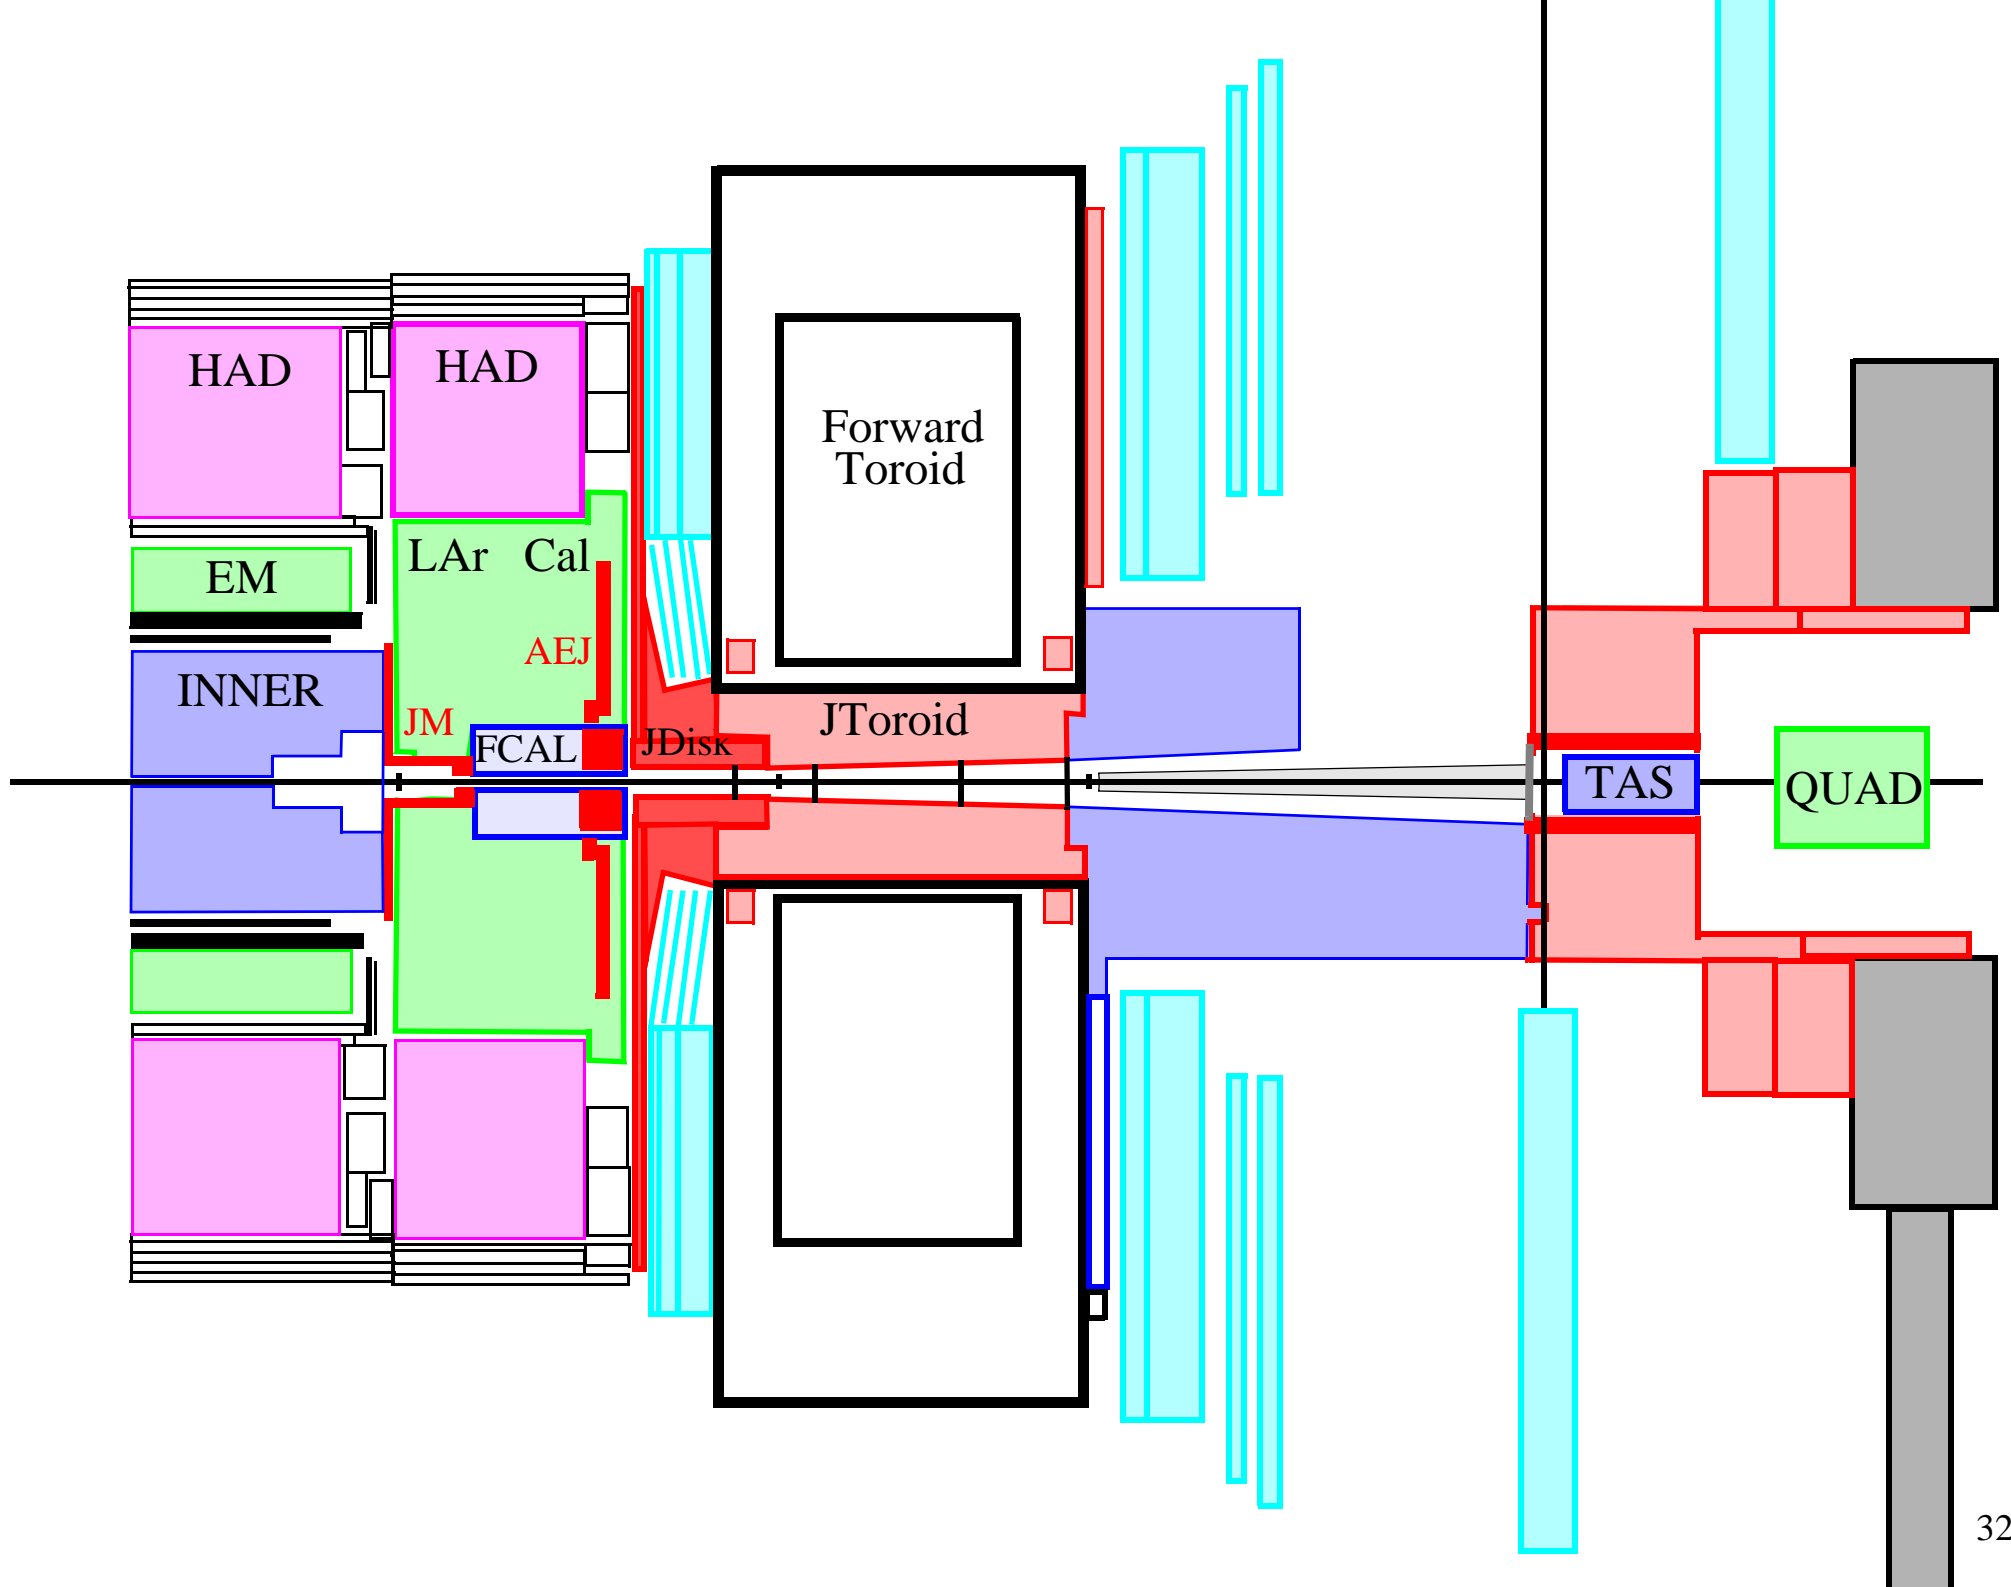 HAD
HAD
Forward
Toroid
LAr Cal
EM
AEJ
INNER
JM
JToroid
FCAL
JDisk
TAS
QUAD
32